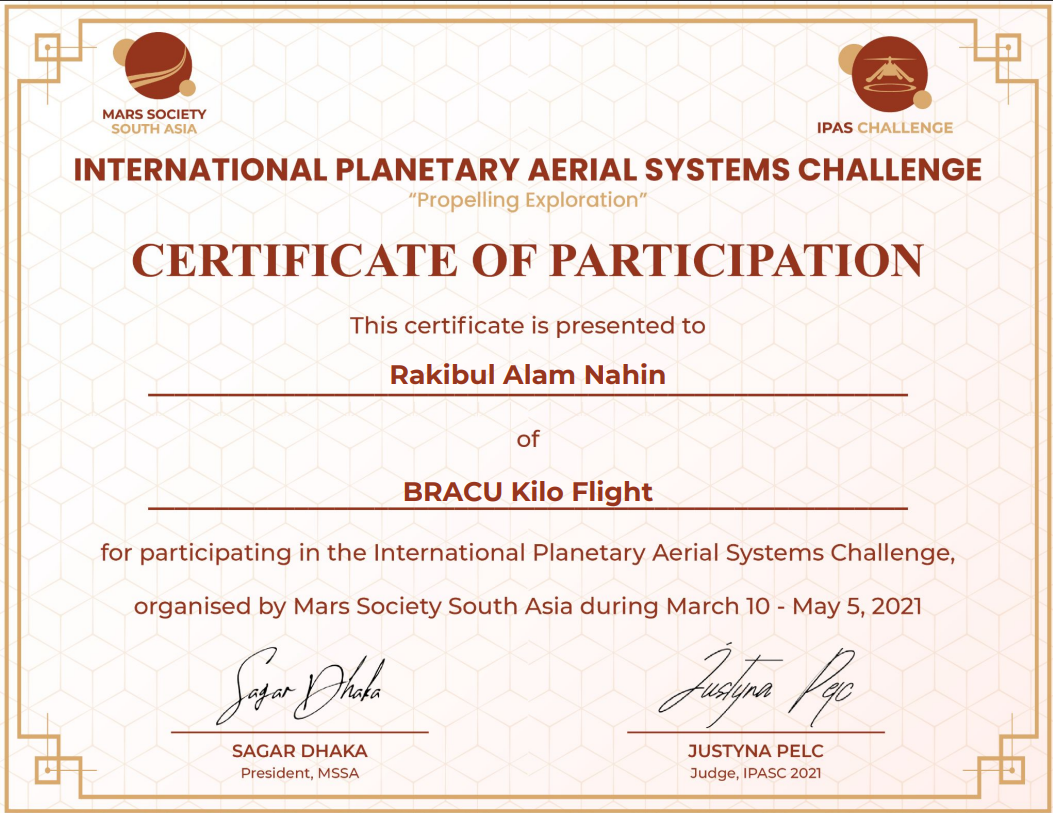 MARS SOCIETY
SOUTH ASIA
IPAS CHALLENGE
INTERNATIONAL PLANETARY AERIAL SYSTEMS CHALLENGE
“Propelling Exploration”
CERTIFICATE OF PARTICIPATION
This certificate is presented to
Rakibul Alam Nahin
of
BRACU Kilo Flight
for participating in the International Planetary Aerial Systems Challenge,
organised by Mars Society South Asia during March 10 - May 5, 2021
Sagar Dhaka
Justyna Pelc
SAGAR DHAKA
President, MSSA
JUSTYNA PELC
Judge, IPASC 2021